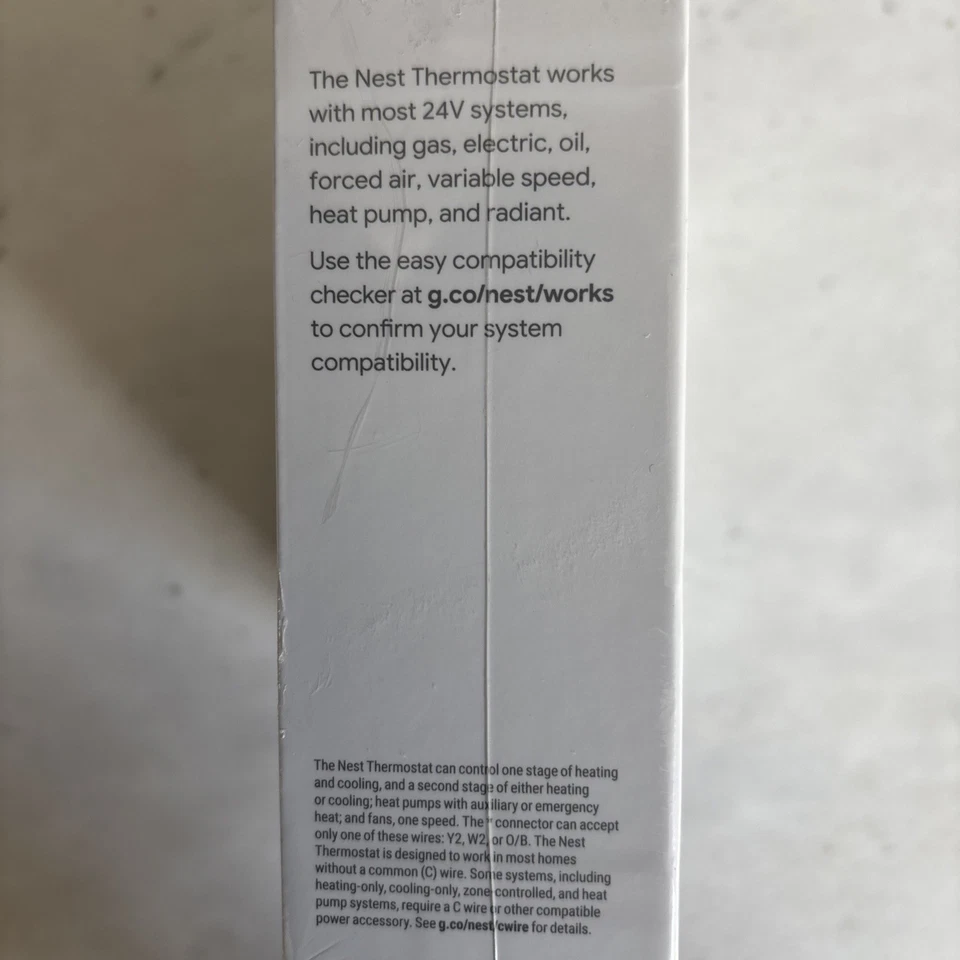 The Nest Thermostat works
with most 24V systems,
including gas, electric, oil,
forced air, variable speed,
heat pump, and radiant.
Use the easy compatibility
checker at g.co/nest/works
to confirm your system
compatibility.
The Nest Thermostat can control one stage of heating
and cooling, and a second stage of either heating
or cooling; heat pumps with auxiliary or emergency
heat; and fans, one speed. The * connector can accept
only one of these wires: Y2, W2, or O/B. The Nest
Thermostat is designed to work in most homes
without a common (C) wire. Some systems, including
heating-only, cooling-only, zone-controlled, and heat
pump systems, require a C wire or other compatible
power accessory. See g.co/nest/cwire for details.